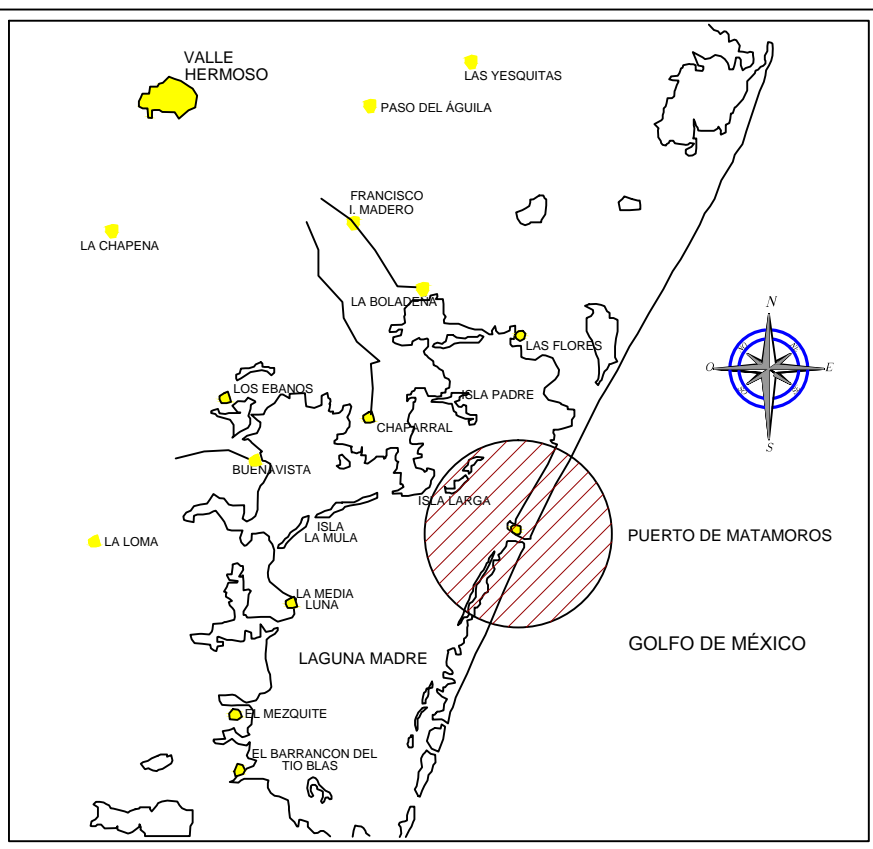 VALLE
HERMOSO
LAS YESQUITAS
PASO DEL ÁGUILA
FRANCISCO
I. MADERO
LA CHAPENA
LA BOLADENA
LAS FLORES
N
O
E
S
LOS EBANOS
ISLA PADRE
CHAPARRAL
BUENAVISTA
ISLA LARGA
ISLA
LA MULA
LA LOMA
PUERTO DE MATAMOROS
LA MEDIA
LUNA
GOLFO DE MÉXICO
LAGUNA MADRE
EL MEZQUITE
EL BARRANCON DEL
TIO BLAS